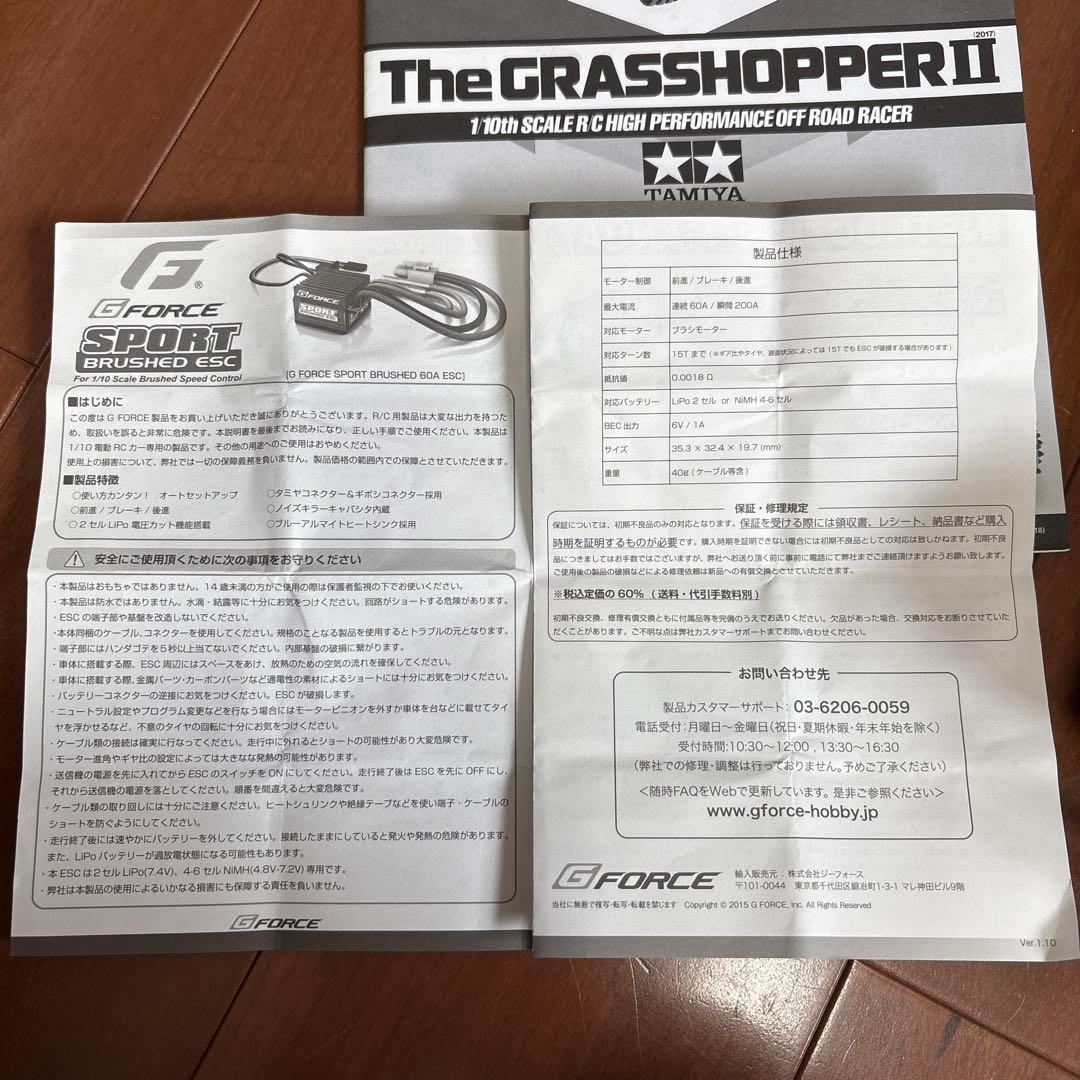 (2017)
The GRASSHOPPER II
1/10th SCALE R/C HIGH PERFORMANCE OFF ROAD RACER
TAMIYA
G FORCE
SPORT
BRUSHED ESC
For 1/10 Scale Brushed Speed Control
G FORCE
SPORT
[G FORCE SPORT BRUSHED 60A ESC]
■はじめに
この度は G FORCE 製品をお買い上げいただき誠にありがとうございます。R/C 用製品は大変な出力を持つた
め、取扱いを誤ると非常に危険です。本説明書を最後までお読みになり、正しい手順でご使用ください。本製品は
1/10 電動 RC カー専用の製品です。その他の用途へのご使用はおやめください。
使用上の損害について、弊社では一切の保障義務を負いません。製品価格の範囲内での保障とさせていただきます。
■製品特徴
○使い方カンタン! オートセットアップ
○タミヤコネクター&ギボシコネクター採用
○前進 / ブレーキ / 後進
○ノイズキラーキャパシタ内蔵
○2 セル LiPo 電圧カット機能搭載
○ブルーアルマイトヒートシンク採用
安全にご使用頂くために次の事項をお守りください
・本製品はおもちゃではありません。14 歳未満の方がご使用の際は保護者監視の下でお使いください。
・本製品は防水ではありません。水滴・結露等に十分にお気をつけください。回路がショートする危険があります。
・ESC の端子部や基盤を改造しないでください。
・本体同梱のケーブル、コネクターを使用してください。規格のことなる製品を使用するとトラブルの元となります。
・端子部にはハンダゴテを5秒以上当てないでください。内部基盤の破損に繋がります。
・車体に搭載する際、ESC 周辺にはスペースをあけ、放熱のための空気の流れを確保してください。
・車体に搭載する際、金属パーツ・カーボンパーツなど通電性の素材によるショートには十分にお気をつけください。
・バッテリーコネクターの逆接にお気をつけください。ESC が破損します。
・ニュートラル設定やプログラム変更などを行なう場合にはモーターピニオンを外すか車体を台などに載せてタイ
ヤを浮かせるなど、不意のタイヤの回転に十分にお気をつけください。
・ケーブル類の接続は確実に行なってください。走行中に外れるとショートの可能性があり大変危険です。
・モーター進角やギヤ比の設定によっては大きなな発熱の可能性があります。
・送信機の電源を先に入れてから ESC のスイッチを ON にしてください。走行終了後は ESC を先に OFF にし、
それから送信機の電源を落としてください。順番を間違えると大変危険です。
・ケーブル類の取り回しには十分にご注意ください。ヒートシュリンクや絶縁テープなどを使い端子・ケーブルの
ショートを防ぐようにしてください。
・走行終了後には速やかにバッテリーを外してください。接続したままにしていると発火や発熱の危険があります。
また、LiPo バッテリーが過放電状態になる可能性もあります。
・本 ESC は 2 セル LiPo(7.4V)、4-6 セル NiMH(4.8V-7.2V) 専用です。
・弊社は本製品の使用によるいかなる損害にも保障する責任を負いません。
G FORCE
製品仕様
モーター制御 前進 / ブレーキ / 後進
最大電流 連続 60A / 瞬間 200A
対応モーター ブラシモーター
対応ターン数 15T まで (※ギア比やタイヤ、路面状況によっては 15T でも ESC が破損する場合があります)
抵抗値 0.0018 Ω
対応バッテリー LiPo 2 セル or NiMH 4-6 セル
BEC 出力 6V / 1A
サイズ 35.3 × 32.4 × 19.7 (mm)
重量 40g (ケーブル等含)
保証・修理規定
保証については、初期不良品のみの対応となります。保証を受ける際には領収書、レシート、納品書など購入
時期を証明するものが必要です。購入時期を証明できない場合には初期不良品としての対応は致しかねます。初期不良
品につきましてはお手数ではございますが、弊社へお送り頂く前に事前に電話にて弊社までご連絡頂けますようお願い致します。
ご使用後の製品の破損などによる修理依頼は新品への有償交換とさせていただきます。
※税込定価の 60% (送料・代引手数料別)
初期不良交換、修理有償交換ともに付属品等を完備のうえでお送りください。欠品があった場合、交換対応をお断りさせていた
だくことがあります。ご不明な点は弊社カスタマーサポートまでお問い合わせください。
お問い合わせ先
製品カスタマーサポート: 03-6206-0059
電話受付:月曜日〜金曜日(祝日・夏期休暇・年末年始を除く)
受付時間:10:30〜12:00 , 13:30〜16:30
(弊社での修理・調整は行っておりません。予めご了承ください)
<随時FAQをWebで更新しています。是非ご参照ください>
www.gforce-hobby.jp
G FORCE
輸入販売元 : 株式会社ジーフォース
〒101-0044 東京都千代田区鍛冶町1-3-1 マレ神田ビル9階
当社に無断で複写・転写・転載を禁じます Copyright © 2015 G FORCE, Inc. All Rights Reserved
Ver.1.10